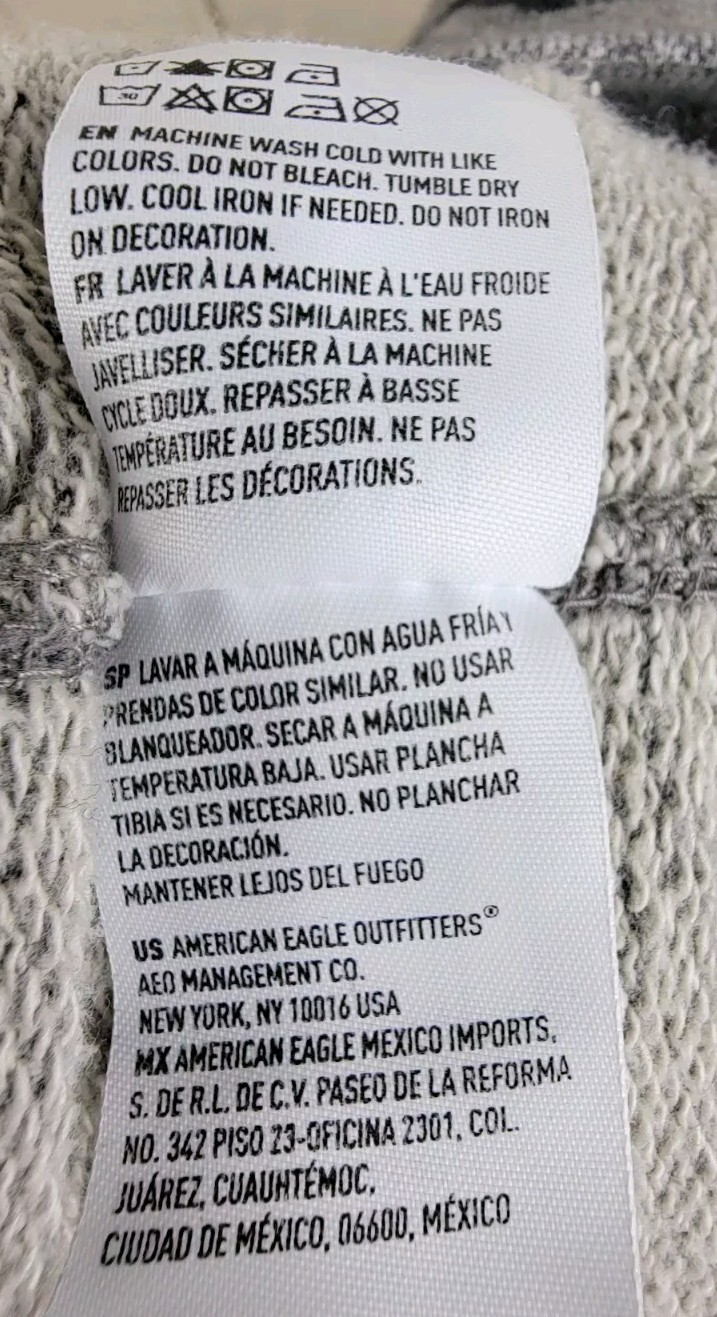 30
EN MACHINE WASH COLD WITH LIKE
COLORS. DO NOT BLEACH. TUMBLE DRY
LOW. COOL IRON IF NEEDED. DO NOT IRON
ON DECORATION.
FR LAVER À LA MACHINE À L'EAU FROIDE
AVEC COULEURS SIMILAIRES. NE PAS
JAVELLISER. SÉCHER À LA MACHINE
CYCLE DOUX. REPASSER À BASSE
TEMPÉRATURE AU BESOIN. NE PAS
REPASSER LES DÉCORATIONS.
SP LAVAR A MÁQUINA CON AGUA FRÍA Y
PRENDAS DE COLOR SIMILAR. NO USAR
BLANQUEADOR. SECAR A MÁQUINA A
TEMPERATURA BAJA. USAR PLANCHA
TIBIA SI ES NECESARIO. NO PLANCHAR
LA DECORACIÓN.
MANTENER LEJOS DEL FUEGO
US AMERICAN EAGLE OUTFITTERS®
AEO MANAGEMENT CO.
NEW YORK, NY 10016 USA
MX AMERICAN EAGLE MEXICO IMPORTS,
S. DE R.L. DE C.V. PASEO DE LA REFORMA
NO. 342 PISO 23-OFICINA 2301, COL.
JUÁREZ, CUAUHTÉMOC,
CIUDAD DE MÉXICO, 06600, MÉXICO